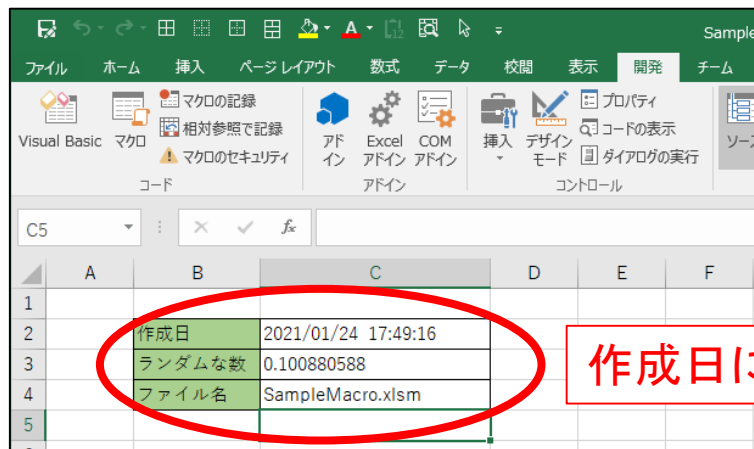 Sample
ファイル ホーム 挿入 ページ レイアウト 数式 データ 校閲 表示 開発 チーム
Visual Basic
マクロ
マクロの記録
相対参照で記録
マクロのセキュリティ
コード
アド
イン
Excel
アドイン
COM
アドイン
アドイン
挿入
デザイン
モード
プロパティ
コードの表示
ダイアログの実行
コントロール
ソース
C5 fx
A B C D E F
1
2 作成日 2021/01/24 17:49:16
3 ランダムな数 0.100880588
4 ファイル名 SampleMacro.xlsm
5
作成日に